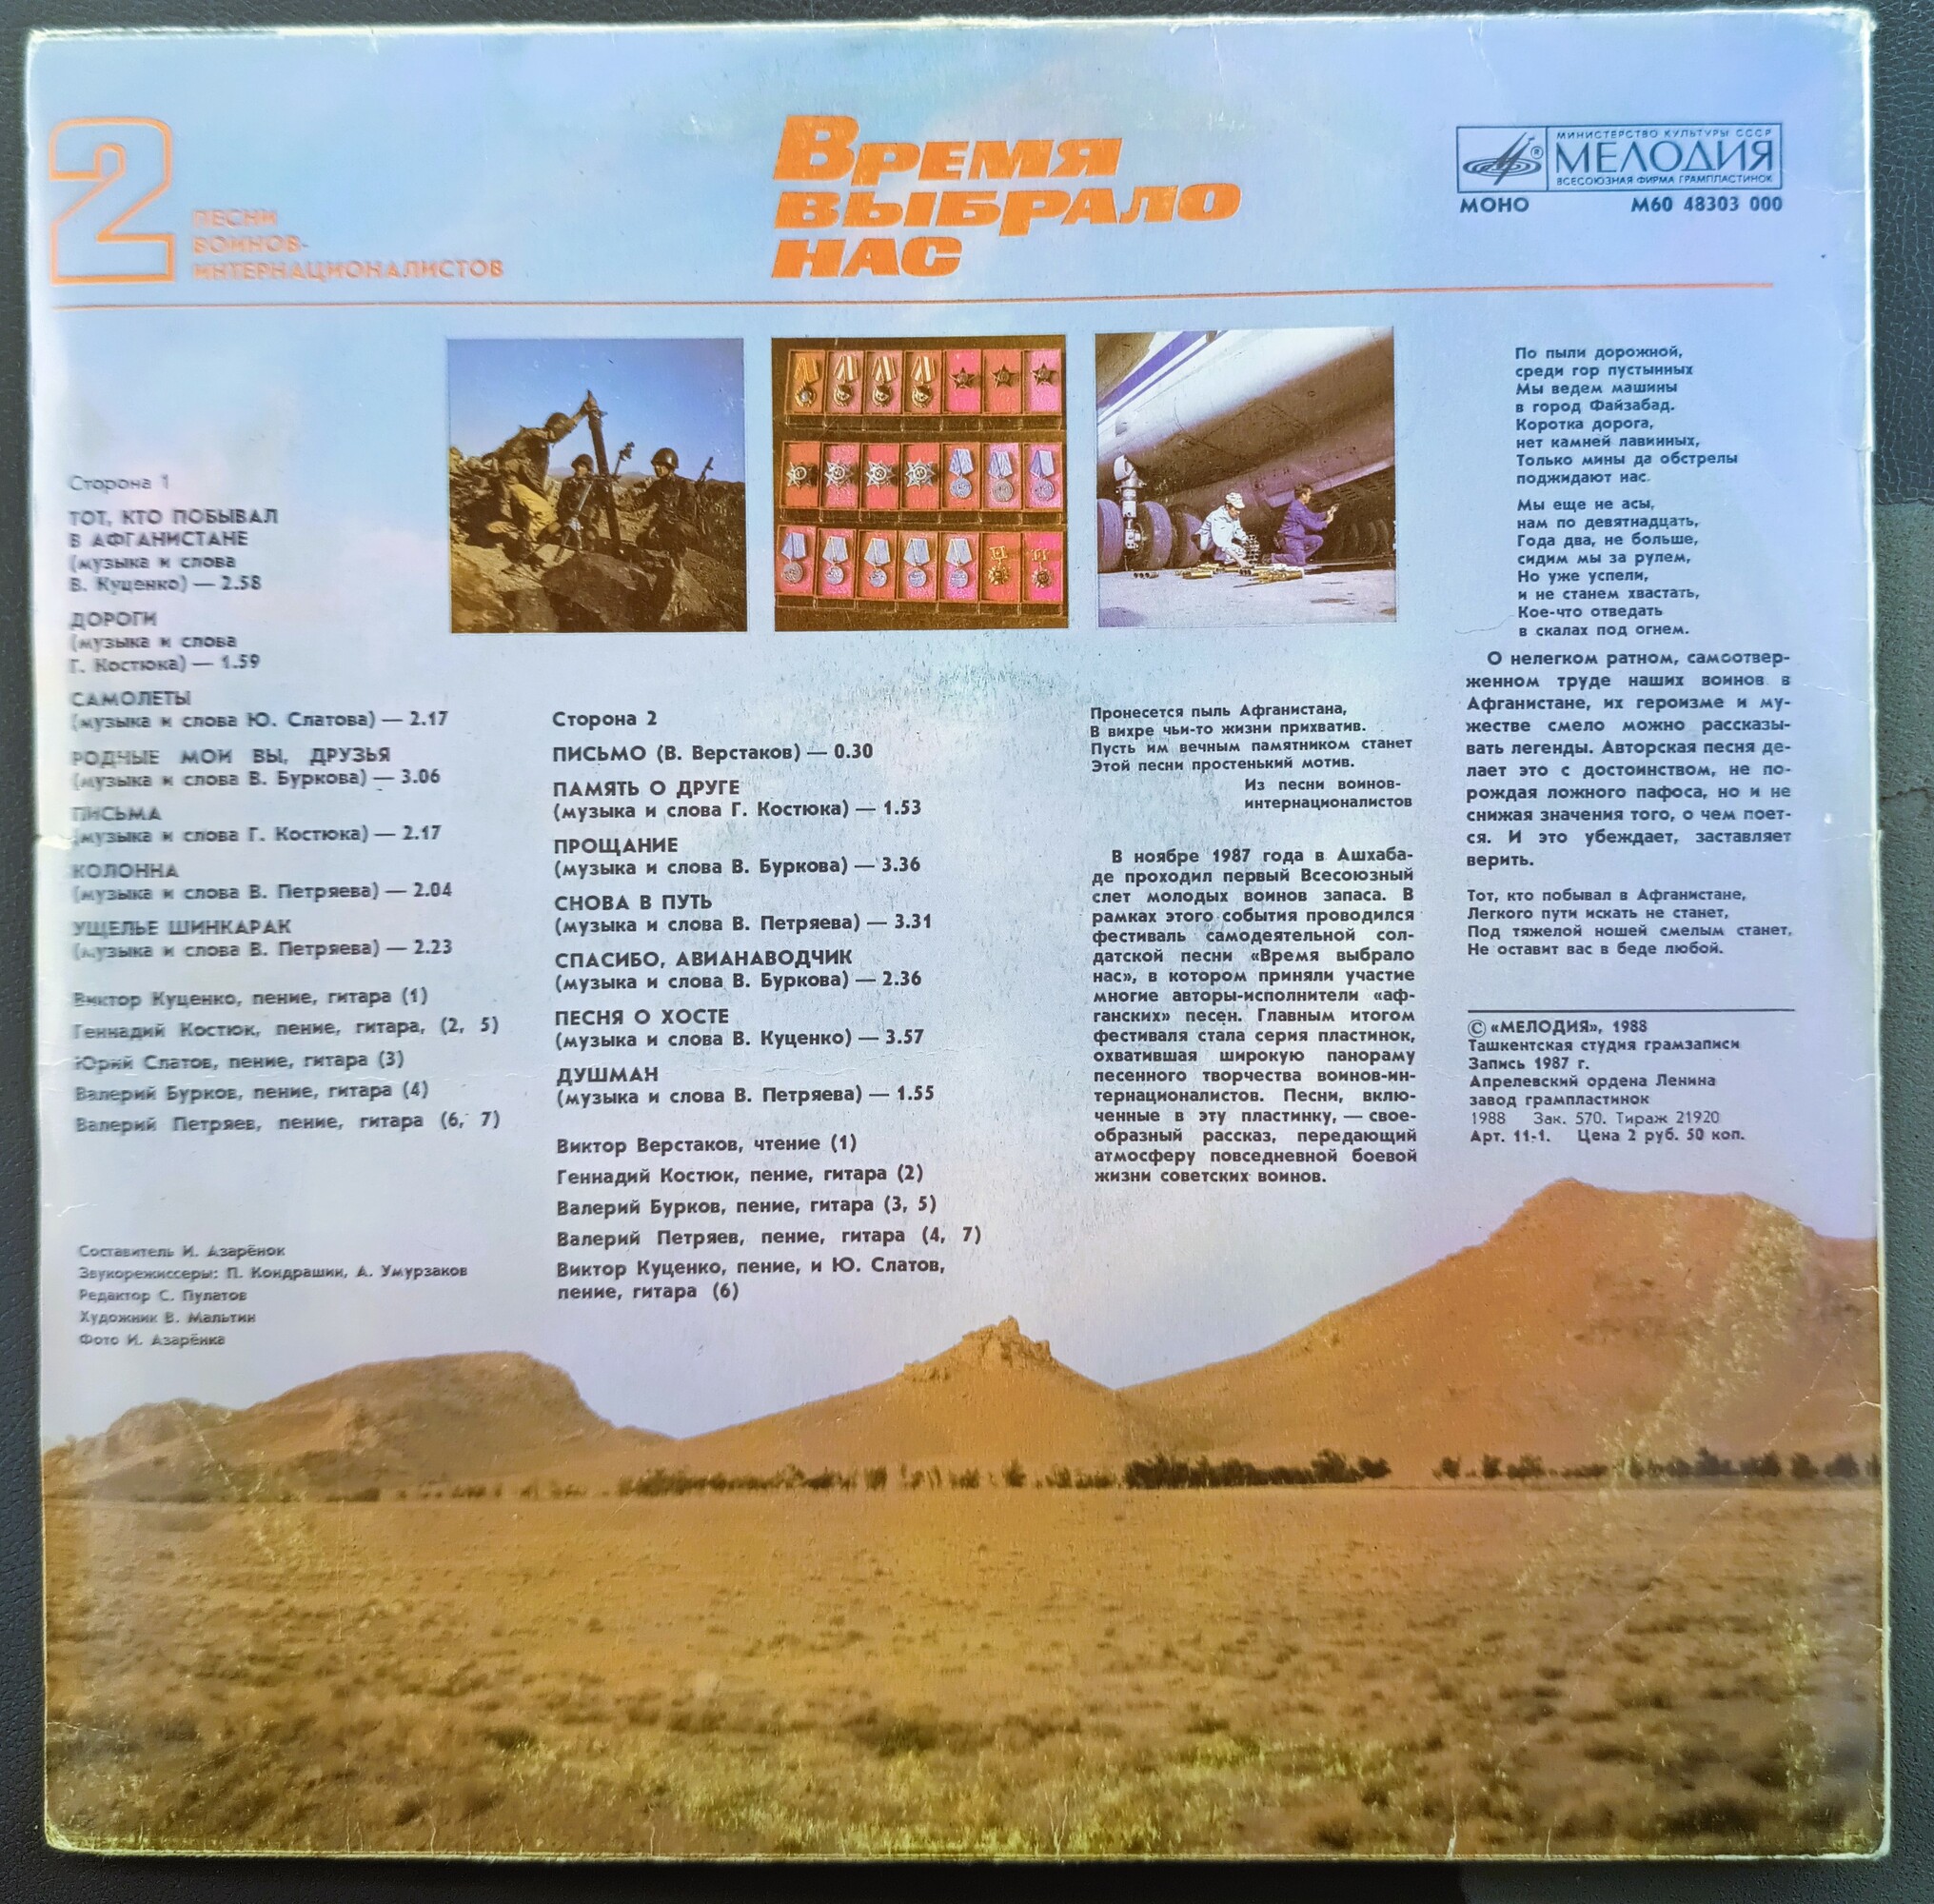 2
ПЕСНИ
ВОИНОВ-
ИНТЕРНАЦИОНАЛИСТОВ
ВРЕМЯ
ВЫБРАЛО
НАС
МИНИСТЕРСТВО КУЛЬТУРЫ СССР
МЕЛОДИЯ
ВСЕСОЮЗНАЯ ФИРМА ГРАМПЛАСТИНОК
МОНО М60 48303 000
Сторона 1
ТОТ, КТО ПОБЫВАЛ
В АФГАНИСТАНЕ
(музыка и слова
В. Куценко) — 2.58
ДОРОГИ
(музыка и слова
Г. Костюка) — 1.59
САМОЛЕТЫ
(музыка и слова Ю. Слатова) — 2.17
РОДНЫЕ МОИ ВЫ, ДРУЗЬЯ
(музыка и слова В. Буркова) — 3.06
ПИСЬМА
(музыка и слова Г. Костюка) — 2.17
КОЛОННА
(музыка и слова В. Петряева) — 2.04
УЩЕЛЬЕ ШИНКАРАК
(музыка и слова В. Петряева) — 2.23
Виктор Куценко, пение, гитара (1)
Геннадий Костюк, пение, гитара, (2, 5)
Юрий Слатов, пение, гитара (3)
Валерий Бурков, пение, гитара (4)
Валерий Петряев, пение, гитара (6, 7)
Составитель И. Азарёнок
Звукорежиссеры: П. Кондрашин, А. Умурзаков
Редактор С. Пулатов
Художник В. Мальтин
Фото И. Азарёнка
Сторона 2
ПИСЬМО (В. Верстаков) — 0.30
ПАМЯТЬ О ДРУГЕ
(музыка и слова Г. Костюка) — 1.53
ПРОЩАНИЕ
(музыка и слова В. Буркова) — 3.36
СНОВА В ПУТЬ
(музыка и слова В. Петряева) — 3.31
СПАСИБО, АВИАНАВОДЧИК
(музыка и слова В. Буркова) — 2.36
ПЕСНЯ О ХОСТЕ
(музыка и слова В. Куценко) — 3.57
ДУШМАН
(музыка и слова В. Петряева) — 1.55
Виктор Верстаков, чтение (1)
Геннадий Костюк, пение, гитара (2)
Валерий Бурков, пение, гитара (3, 5)
Валерий Петряев, пение, гитара (4, 7)
Виктор Куценко, пение, и Ю. Слатов,
пение, гитара (6)
Пронесется пыль Афганистана,
В вихре чьи-то жизни прихватив.
Пусть им вечным памятником станет
Этой песни простенький мотив.
Из песни воинов-
интернационалистов
В ноябре 1987 года в Ашхаба-
де проходил первый Всесоюзный
слет молодых воинов запаса. В
рамках этого события проводился
фестиваль самодеятельной сол-
датской песни «Время выбрало
нас», в котором приняли участие
многие авторы-исполнители «аф-
ганских» песен. Главным итогом
фестиваля стала серия пластинок,
охватившая широкую панораму
песенного творчества воинов-ин-
тернационалистов. Песни, вклю-
ченные в эту пластинку, — свое-
образный рассказ, передающий
атмосферу повседневной боевой
жизни советских воинов.
По пыли дорожной,
среди гор пустынных
Мы ведем машины
в город Файзабад.
Коротка дорога,
нет камней лавинных,
Только мины да обстрелы
поджидают нас.
Мы еще не асы,
нам по девятнадцать,
Года два, не больше,
сидим мы за рулем,
Но уже успели,
и не станем хвастать,
Кое-что отведать
в скалах под огнем.
О нелегком ратном, самоотвер-
женном труде наших воинов в
Афганистане, их героизме и му-
жестве смело можно рассказы-
вать легенды. Авторская песня де-
лает это с достоинством, не по-
рождая ложного пафоса, но и не
снижая значения того, о чем поет-
ся. И это убеждает, заставляет
верить.
Тот, кто побывал в Афганистане,
Легкого пути искать не станет,
Под тяжелой ношей смелым станет,
Не оставит вас в беде любой.
© «МЕЛОДИЯ», 1988
Ташкентская студия грамзаписи
Запись 1987 г.
Апрелевский ордена Ленина
завод грампластинок
1988 Зак. 570. Тираж 21920
Арт. 11-1. Цена 2 руб. 50 коп.